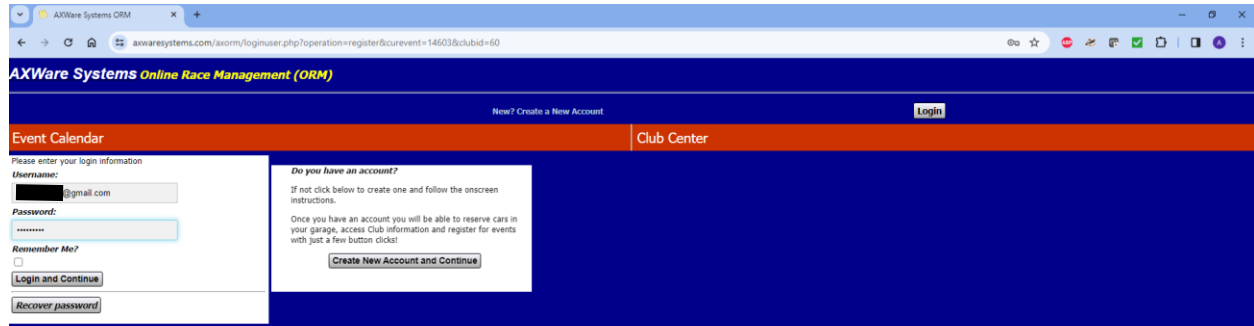 AXWare Systems ORM
axwaresystems.com/axorm/loginuser.php?operation=register&curevent=14603&clubid=60
AXWare Systems Online Race Management (ORM)
New? Create a New Account
Login
Event Calendar
Club Center
Please enter your login information
Username:
@gmail.com
Password:
Remember Me?
Login and Continue
Recover password
Do you have an account?
If not click below to create one and follow the onscreen
instructions.
Once you have an account you will be able to reserve cars in
your garage, access Club information and register for events
with just a few button clicks!
Create New Account and Continue